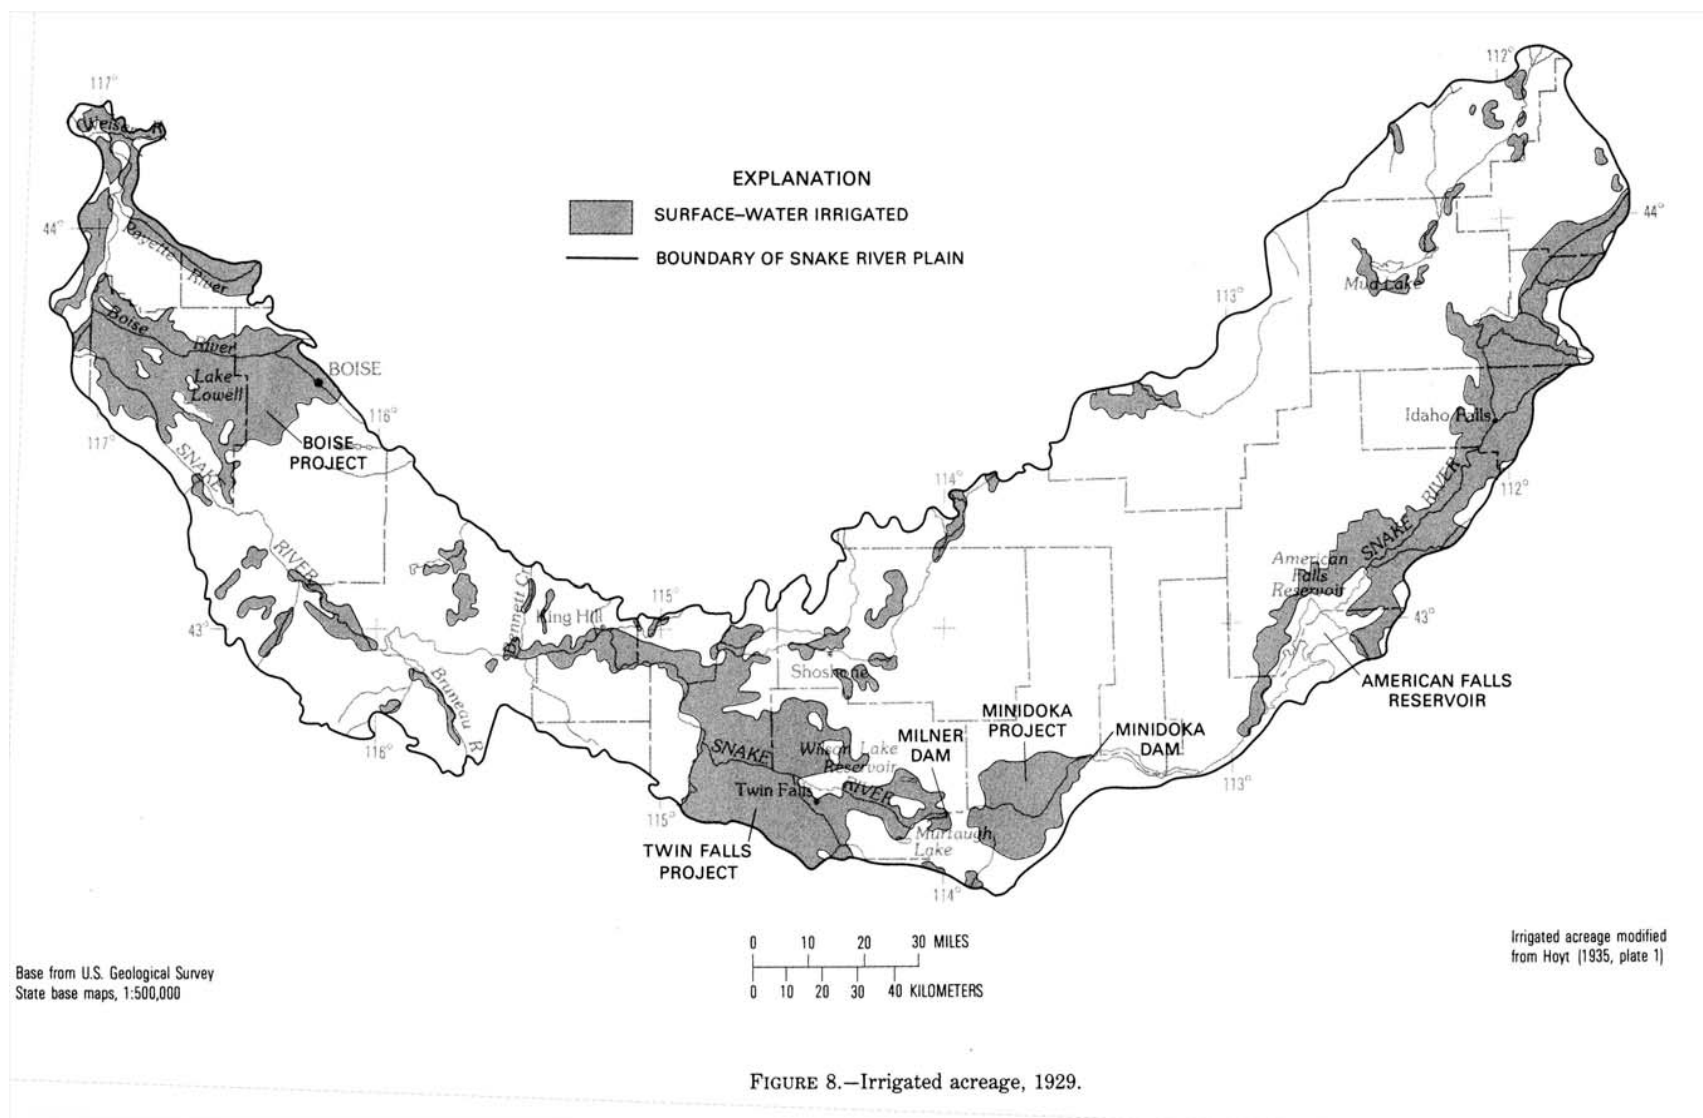 117°
112°
Weiser R
EXPLANATION
SURFACE–WATER IRRIGATED
BOUNDARY OF SNAKE RIVER PLAIN
44°
44°
Payette
River
Mud Lake
113°
Boise
River
Lake
Lowell
BOISE
116°
117°
BOISE
PROJECT
Idaho Falls
SNAKE
RIVER
114°
112°
SNAKE
RIVER
American
Falls
Reservoir
Bennett Cr
King Hill
115°
43°
43°
Shoshone
Bruneau R
AMERICAN FALLS
RESERVOIR
MINIDOKA
PROJECT
MINIDOKA
DAM
MILNER
DAM
116°
SNAKE
RIVER
Wilson Lake
Reservoir
Twin Falls
113°
115°
Murtaugh
Lake
TWIN FALLS
PROJECT
114°
0 10 20 30 MILES
0 10 20 30 40 KILOMETERS
Base from U.S. Geological Survey
State base maps, 1:500,000
Irrigated acreage modified
from Hoyt (1935, plate 1)
FIGURE 8.—Irrigated acreage, 1929.